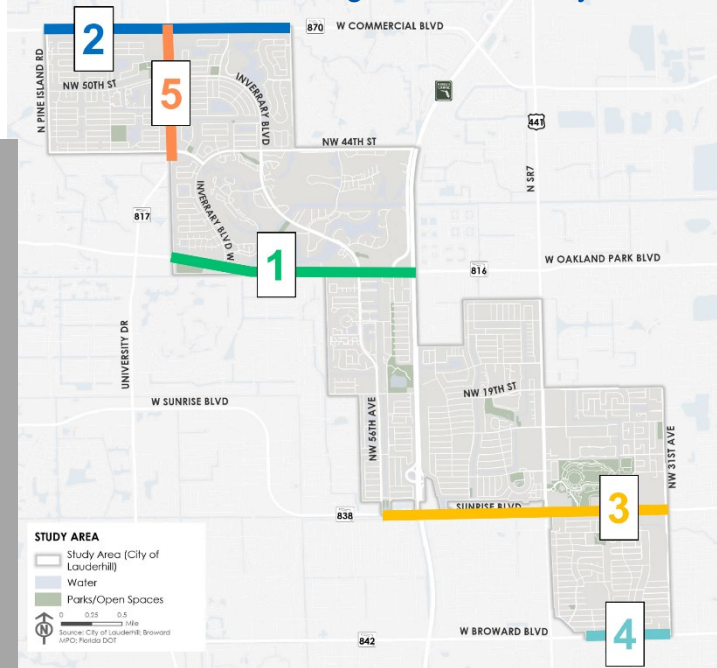 2
870
W COMMERCIAL BLVD
N PINE ISLAND RD
NW 50TH ST
5
INVERRARY BLVD
441
NW 44TH ST
N SR7
817
INVERRARY BLVD W
1
816
W OAKLAND PARK BLVD
UNIVERSITY DR
W SUNRISE BLVD
NW 19TH ST
NW 56TH AVE
NW 31ST AVE
838
SUNRISE BLVD
3
STUDY AREA
Study Area (City of
Lauderhill)
Water
Parks/Open Spaces
N
0 0.25 0.5
Mile
Source: City of Lauderhill; Broward
MPO; Florida DOT
842
W BROWARD BLVD
4